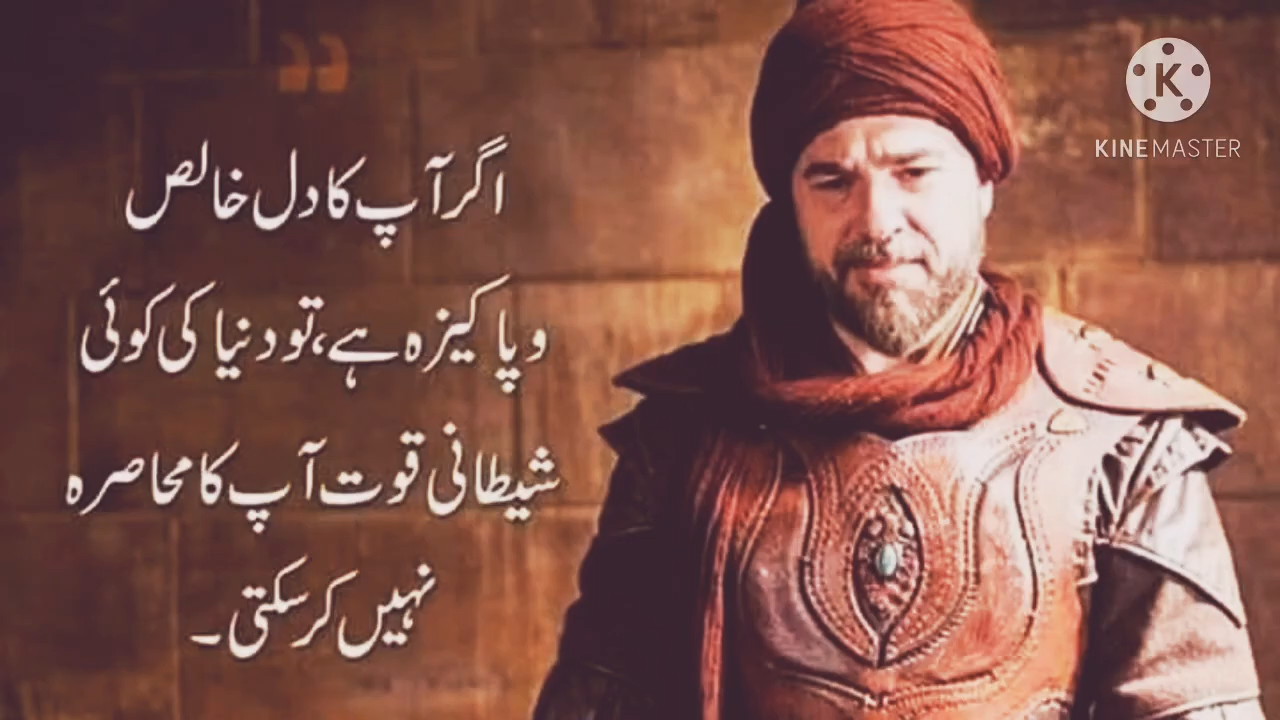 اگر آپ کا دل خالص
و پاکیزہ ہے، تو دنیا کی کوئی
شیطانی قوت آپ کا محاصرہ
نہیں کر سکتی۔
K
KINEMASTER